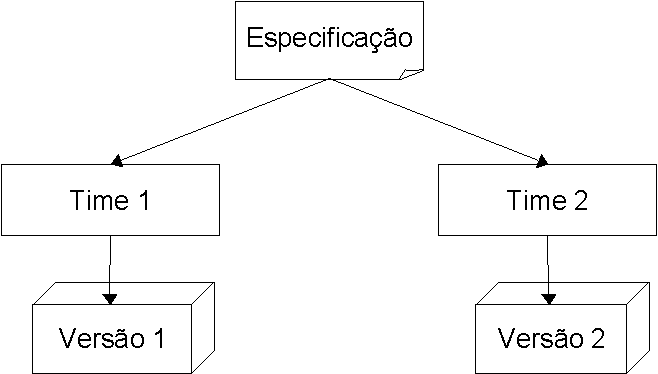 Especificação
Time 1
Time 2
Versão 1
Versão 2